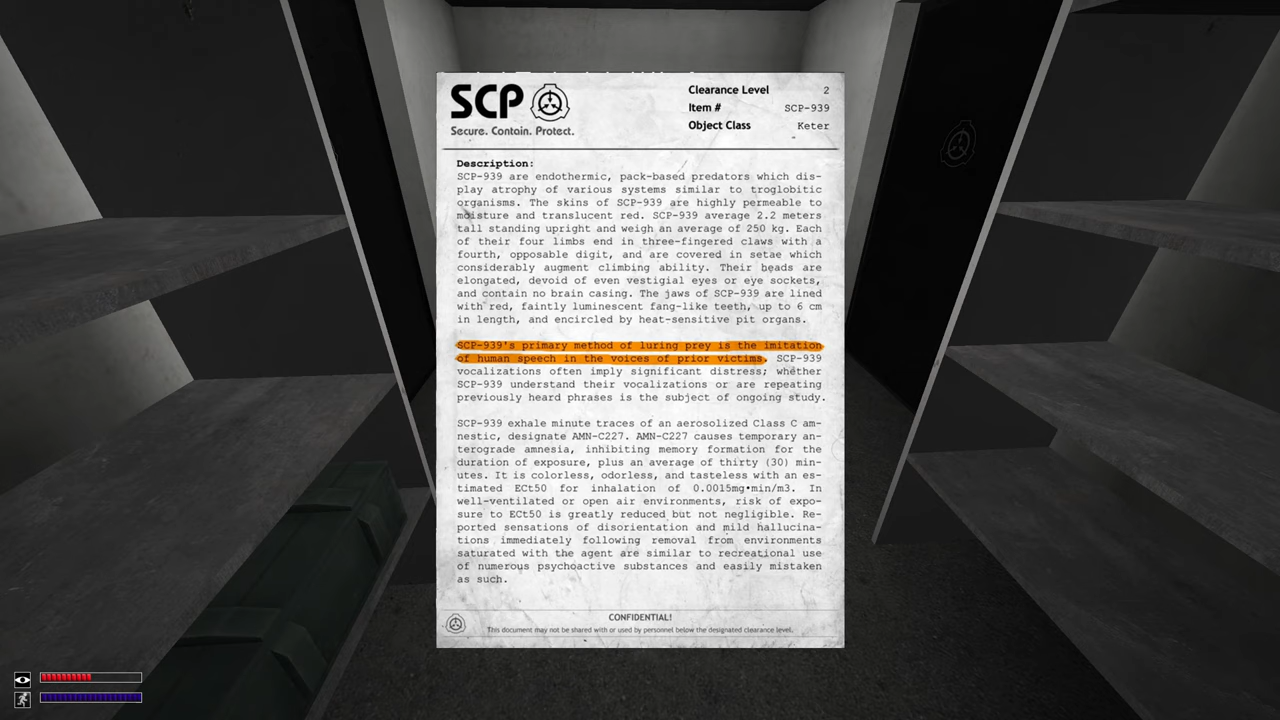 SCP
Secure. Contain. Protect.
Clearance Level 2
Item # SCP-939
Object Class Keter
Description:
SCP-939 are endothermic, pack-based predators which dis-
play atrophy of various systems similar to troglobitic
organisms. The skins of SCP-939 are highly permeable to
moisture and translucent red. SCP-939 average 2.2 meters
tall standing upright and weigh an average of 250 kg. Each
of their four limbs end in three-fingered claws with a
fourth, opposable digit, and are covered in setae which
considerably augment climbing ability. Their heads are
elongated, devoid of even vestigial eyes or eye sockets,
and contain no brain casing. The jaws of SCP-939 are lined
with red, faintly luminescent fang-like teeth, up to 6 cm
in length, and encircled by heat-sensitive pit organs.
SCP-939's primary method of luring prey is the imitation
of human speech in the voices of prior victims. SCP-939
vocalizations often imply significant distress; whether
SCP-939 understand their vocalizations or are repeating
previously heard phrases is the subject of ongoing study.
SCP-939 exhale minute traces of an aerosolized Class C am-
nestic, designate AMN-C227. AMN-C227 causes temporary an-
terograde amnesia, inhibiting memory formation for the
duration of exposure, plus an average of thirty (30) min-
utes. It is colorless, odorless, and tasteless with an es-
timated ECt50 for inhalation of 0.0015mg•min/m3. In
well-ventilated or open air environments, risk of expo-
sure to ECt50 is greatly reduced but not negligible. Re-
ported sensations of disorientation and mild hallucina-
tions immediately following removal from environments
saturated with the agent are similar to recreational use
of numerous psychoactive substances and easily mistaken
as such.
CONFIDENTIAL!
This document may not be shared with or used by personnel below the designated clearance level.